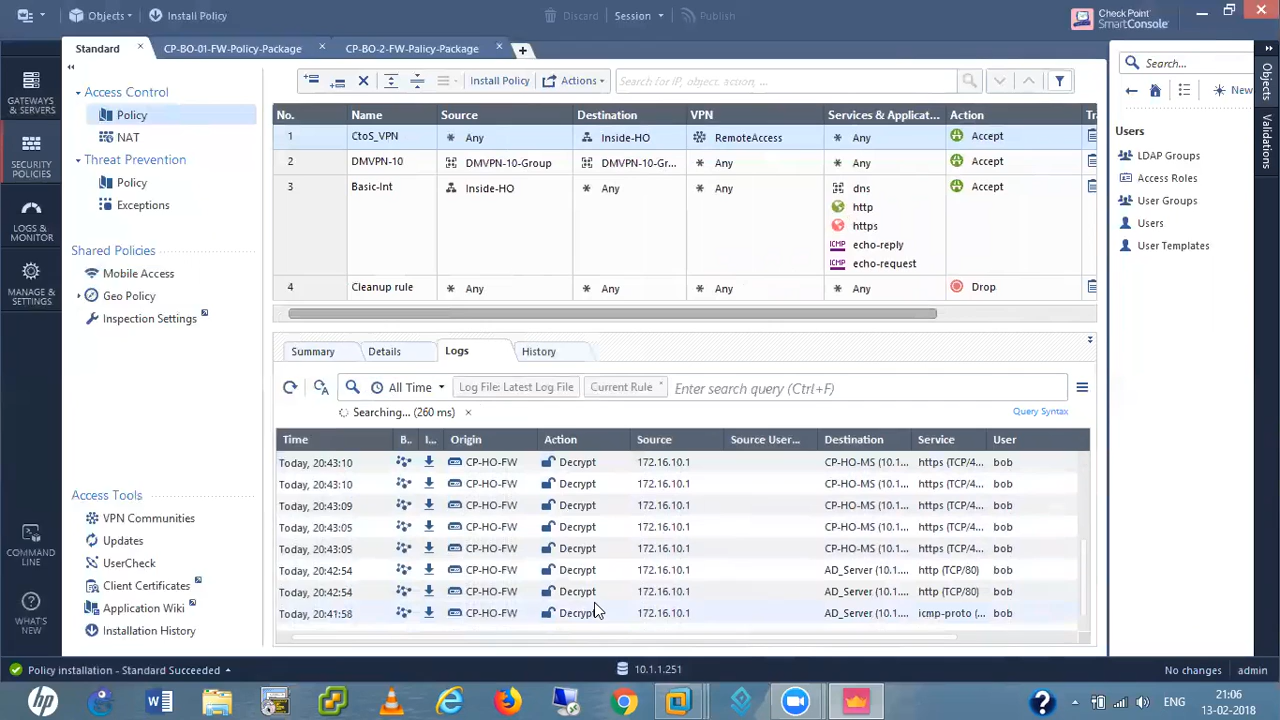 Objects
Install Policy
Discard
Session
Publish
Check Point
SmartConsole
Standard
CP-BO-01-FW-Policy-Package
CP-BO-2-FW-Palicy-Package
GATEWAYS
& SERVERS
SECURITY
POLICIES
LOGS &
MONITOR
MANAGE &
SETTINGS
COMMAND
LINE
WHAT'S
NEW
Access Control
Policy
NAT
Threat Prevention
Policy
Exceptions
Shared Policies
Mobile Access
Geo Policy
Inspection Settings
Access Tools
VPN Communities
Updates
UserCheck
Client Certificates
Application Wiki
Installation History
Install Policy
Actions
Search for IP, object, action, ...
No. Name Source Destination VPN Services & Applicat... Action Tr
1 CtoS_VPN Any Inside-HO RemoteAccess Any Accept
2 DMVPN-10 DMVPN-10-Group DMVPN-10-Gr... Any Any Accept
3 Basic-Int Inside-HO Any Any dns Accept
http
https
echo-reply
echo-request
4 Cleanup rule Any Any Any Any Drop
Summary
Details
Logs
History
All Time
Log File: Latest Log File
Current Rule *
Enter search query (Ctrl+F)
Searching... (260 ms) ×
Query Syntax
Time B.. I... Origin Action Source Source User... Destination Service User
Today, 20:43:10 CP-HO-FW Decrypt 172.16.10.1 CP-HO-MS (10.1... https (TCP/4... bob
Today, 20:43:10 CP-HO-FW Decrypt 172.16.10.1 CP-HO-MS (10.1... https (TCP/4... bob
Today, 20:43:09 CP-HO-FW Decrypt 172.16.10.1 CP-HO-MS (10.1... https (TCP/4... bob
Today, 20:43:05 CP-HO-FW Decrypt 172.16.10.1 CP-HO-MS (10.1... https (TCP/4... bob
Today, 20:43:05 CP-HO-FW Decrypt 172.16.10.1 CP-HO-MS (10.1... https (TCP/4... bob
Today, 20:42:54 CP-HO-FW Decrypt 172.16.10.1 AD_Server (10.1... http (TCP/80) bob
Today, 20:42:54 CP-HO-FW Decrypt 172.16.10.1 AD_Server (10.1... http (TCP/80) bob
Today, 20:41:58 CP-HO-FW Decrypt 172.16.10.1 AD_Server (10.1... icmp-proto (... bob
Search...
New
Users
LDAP Groups
Access Roles
User Groups
Users
User Templates
Objects
Validations
Policy installation - Standard Succeeded
10.1.1.251
No changes
admin
ENG
21:06
13-02-2018